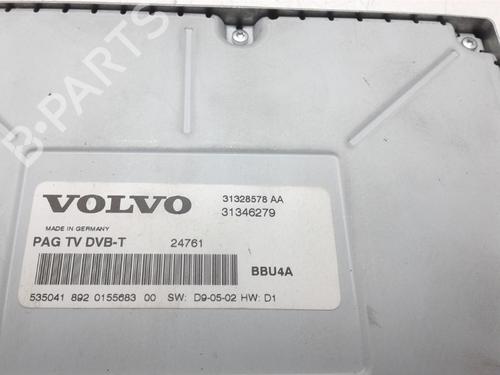 B-PARTS
VOLVO
31328578 AA
31346279
MADE IN GERMANY
PAG TV DVB-T
24761
BBU4A
535041 892 0155683 00 SW: D9-05-02 HW: D1